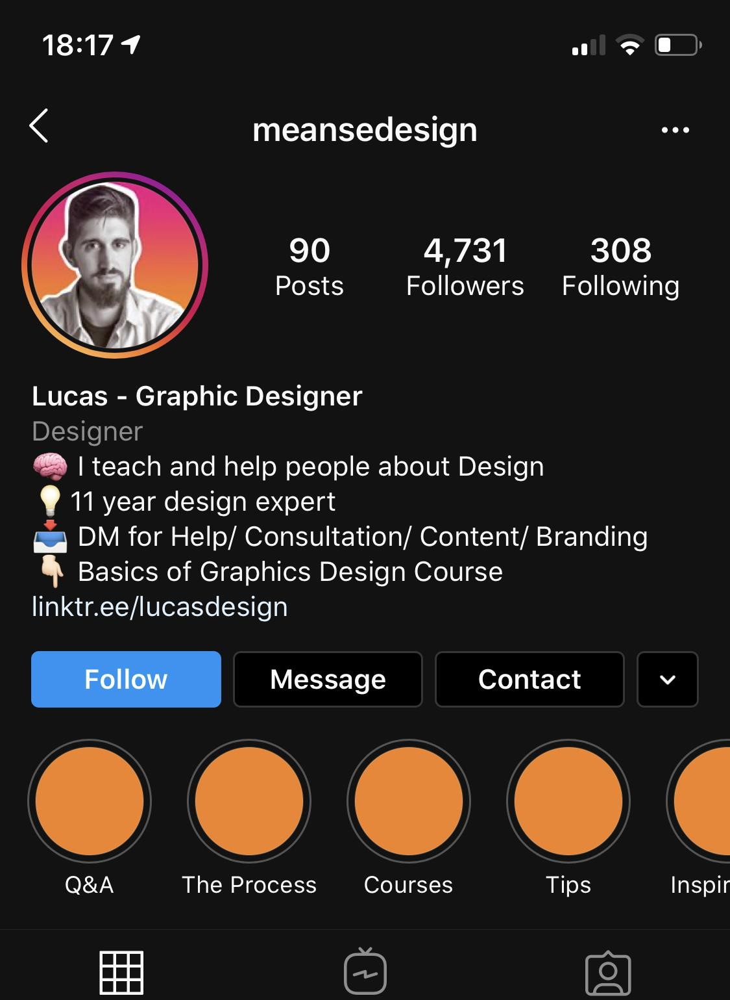 18:17
meansedesign
90 4,731 308
Posts Followers Following
Lucas - Graphic Designer
Designer
🧠 I teach and help people about Design
💡 11 year design expert
📥 DM for Help/ Consultation/ Content/ Branding
👇🏻 Basics of Graphics Design Course
linktr.ee/lucasdesign
Follow Message Contact
Q&A The Process Courses Tips Inspir